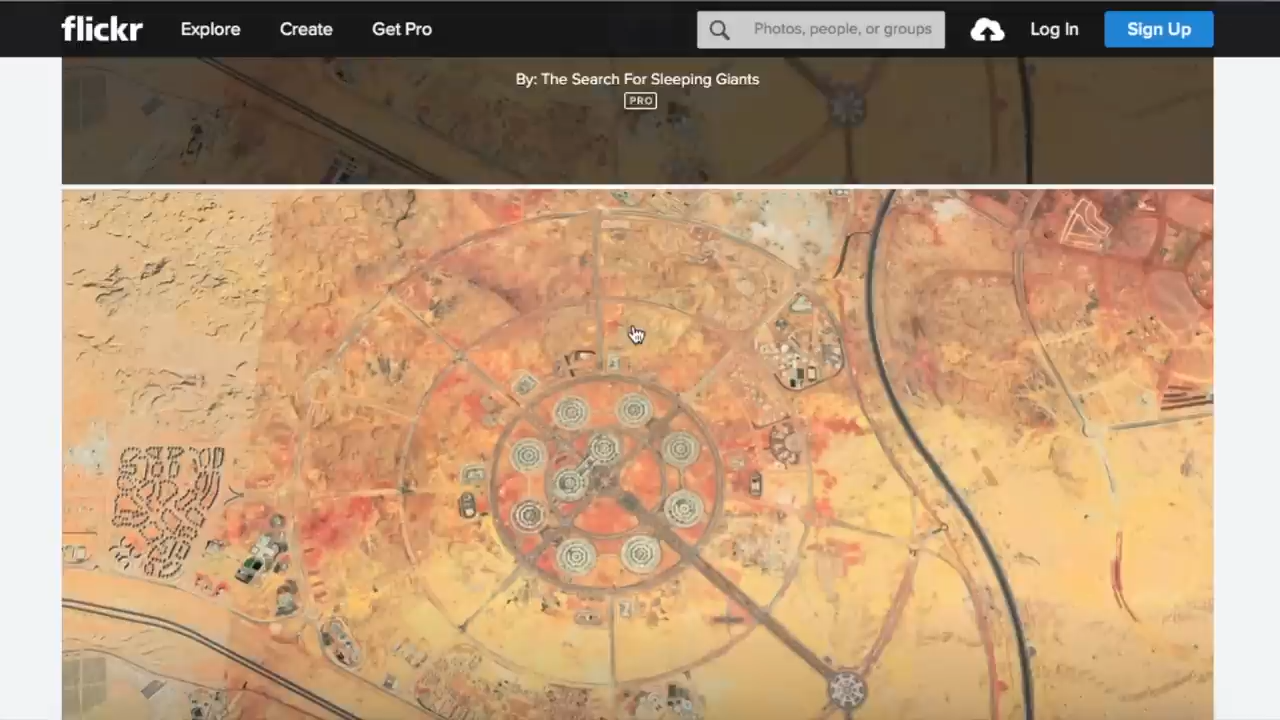 flickr
Explore
Create
Get Pro
Photos, people, or groups
Log In
Sign Up
By: The Search For Sleeping Giants
PRO